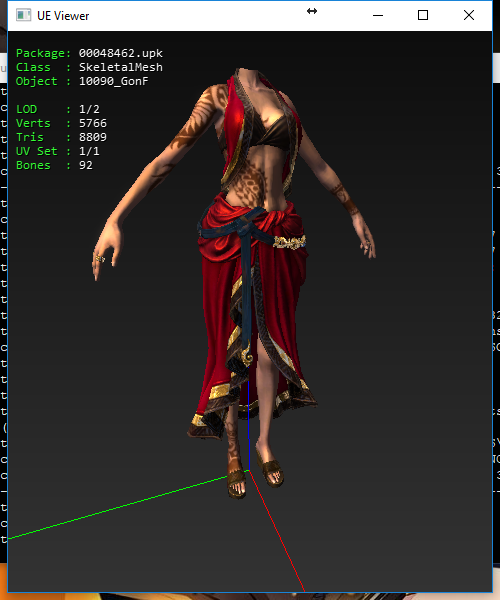 UE Viewer
Package: 00048462.upk
Class : SkeletalMesh
Object : 10090_GonF
LOD : 1/2
Verts : 5766
Tris : 8809
UV Set : 1/1
Bones : 92